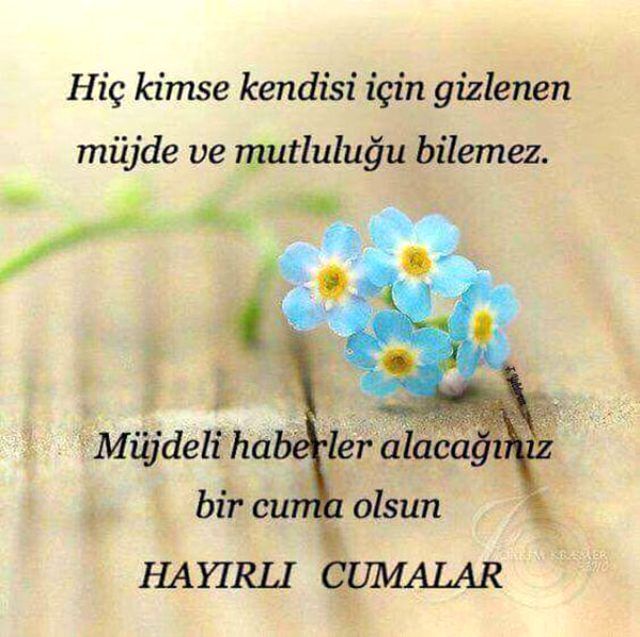 Hiç kimse kendisi için gizlenen
müjde ve mutluluğu bilemez.
Müjdeli haberler alacağınız
bir cuma olsun
HAYIRLI CUMALAR